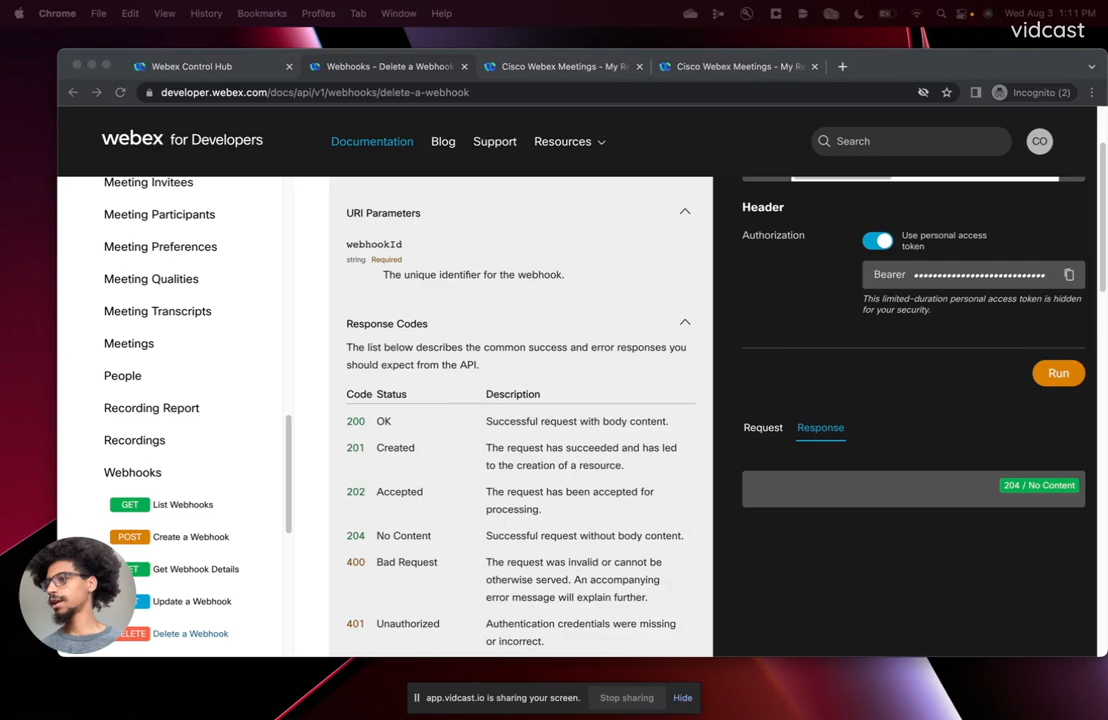 Chrome File Edit View History Bookmarks Profiles Tab Window Help Wed Aug 3 1:11 PM
vidcast
Webex Control Hub
Webhooks - Delete a Webhook
Cisco Webex Meetings - My Re
Cisco Webex Meetings - My Re
developer.webex.com/docs/api/v1/webhooks/delete-a-webhook
Incognito (2)
webex for Developers
Documentation Blog Support Resources
Search
CO
Meeting Invitees
Meeting Participants
Meeting Preferences
Meeting Qualities
Meeting Transcripts
Meetings
People
Recording Report
Recordings
Webhooks
GET List Webhooks
POST Create a Webhook
Get Webhook Details
Update a Webhook
Delete a Webhook
URI Parameters
webhookId
string Required
The unique identifier for the webhook.
Response Codes
The list below describes the common success and error responses you
should expect from the API.
Code Status Description
200 OK Successful request with body content.
201 Created The request has succeeded and has led
to the creation of a resource.
202 Accepted The request has been accepted for
processing.
204 No Content Successful request without body content.
400 Bad Request The request was invalid or cannot be
otherwise served. An accompanying
error message will explain further.
401 Unauthorized Authentication credentials were missing
or incorrect.
Header
Authorization
Use personal access
token
Bearer ••••••••••••••••••••••••••••
This limited-duration personal access token is hidden
for your security.
Run
Request Response
204 / No Content
app.vidcast.io is sharing your screen.
Stop sharing
Hide